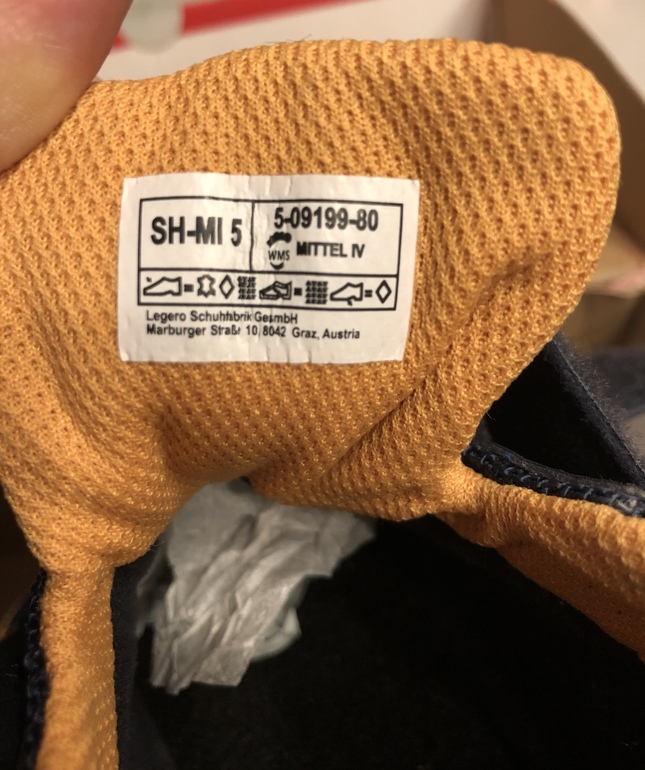 SH-MI 5
5-09199-80
WMS MITTEL IV
Legero Schuhfabrik GesmbH
Marburger Straße 10, 8042 Graz, Austria